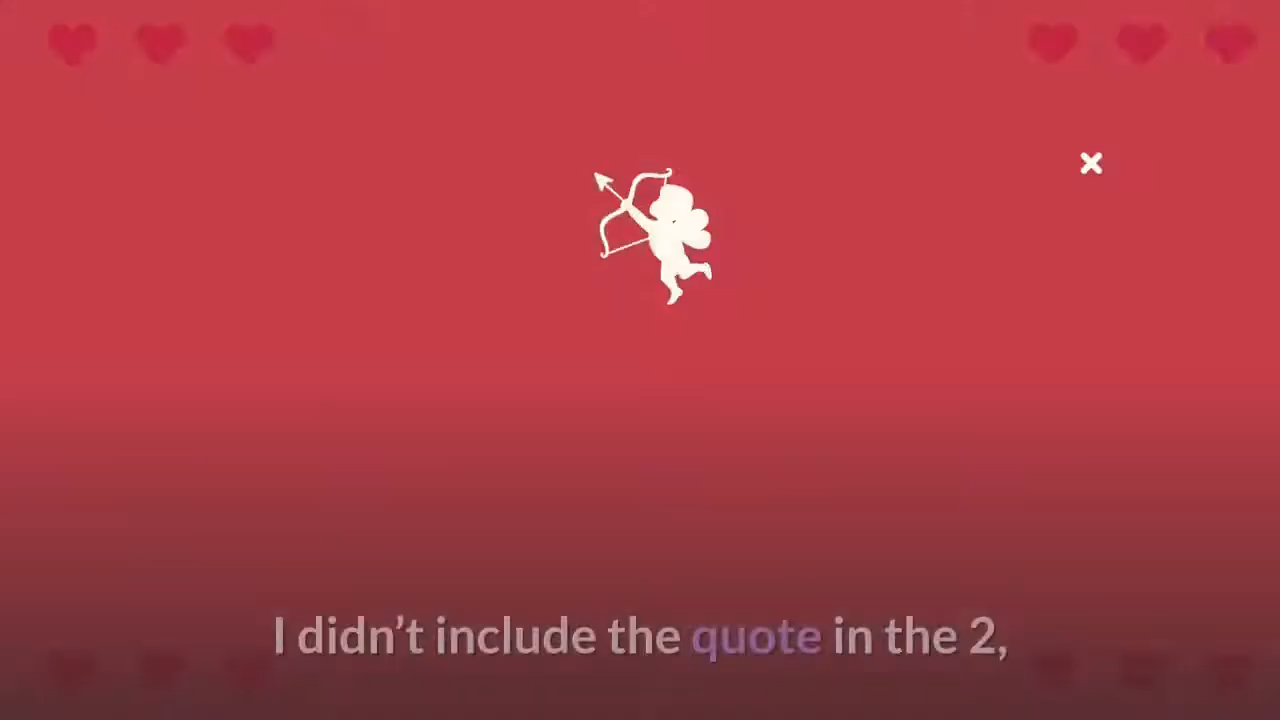 I didn’t include the quote in the 2,